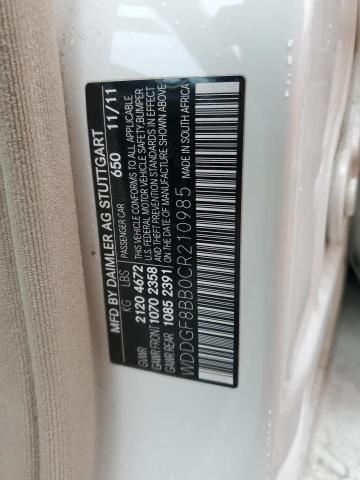 MFD BY DAIMLER AG STUTTGART
650 11/11
PASSENGER CAR
KG LBS
GVWR 2120 4672
GAWR FRONT 1070 2358
GAWR REAR 1085 2391
THIS VEHICLE CONFORMS TO ALL APPLICABLE
U.S. FEDERAL MOTOR VEHICLE SAFETY, BUMPER
AND THEFT PREVENTION STANDARDS IN EFFECT
ON THE DATE OF MANUFACTURE SHOWN ABOVE
MADE IN SOUTH AFRICA
WDDGF8BB0CR210985